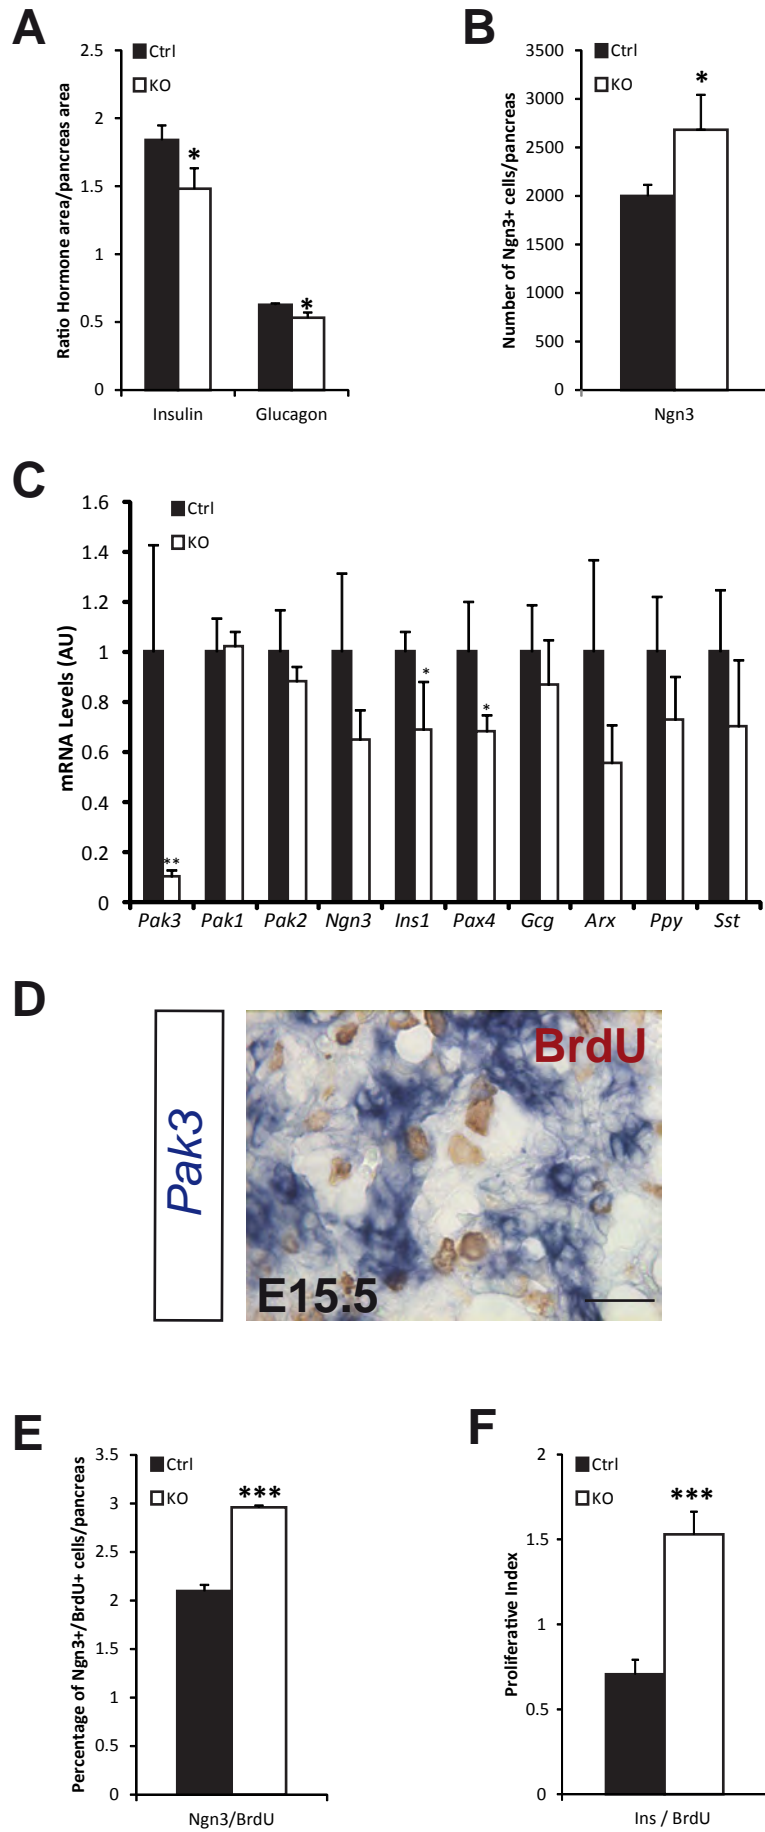 A
B
2.5
2
1.5
1
0.5
0
Ratio Hormone area/pancreas area
Ctrl
KO
*
*
Insulin
Glucagon
3500
3000
2500
2000
1500
1000
500
0
Number of Ngn3+ cells/pancreas
Ctrl
KO
*
Ngn3
C
1.6
1.4
1.2
1
0.8
0.6
0.4
0.2
0
mRNA Levels (AU)
Ctrl
KO
**
*
*
Pak3 Pak1 Pak2 Ngn3 Ins1 Pax4 Gcg Arx Ppy Sst
D
Pak3
BrdU
E15.5
E
F
3.5
3
2.5
2
1.5
1
0.5
0
Percentage of Ngn3+/BrdU+ cells/pancreas
Ctrl
KO
***
Ngn3/BrdU
2
1.5
1
0.5
0
Proliferative Index
Ctrl
KO
***
Ins / BrdU